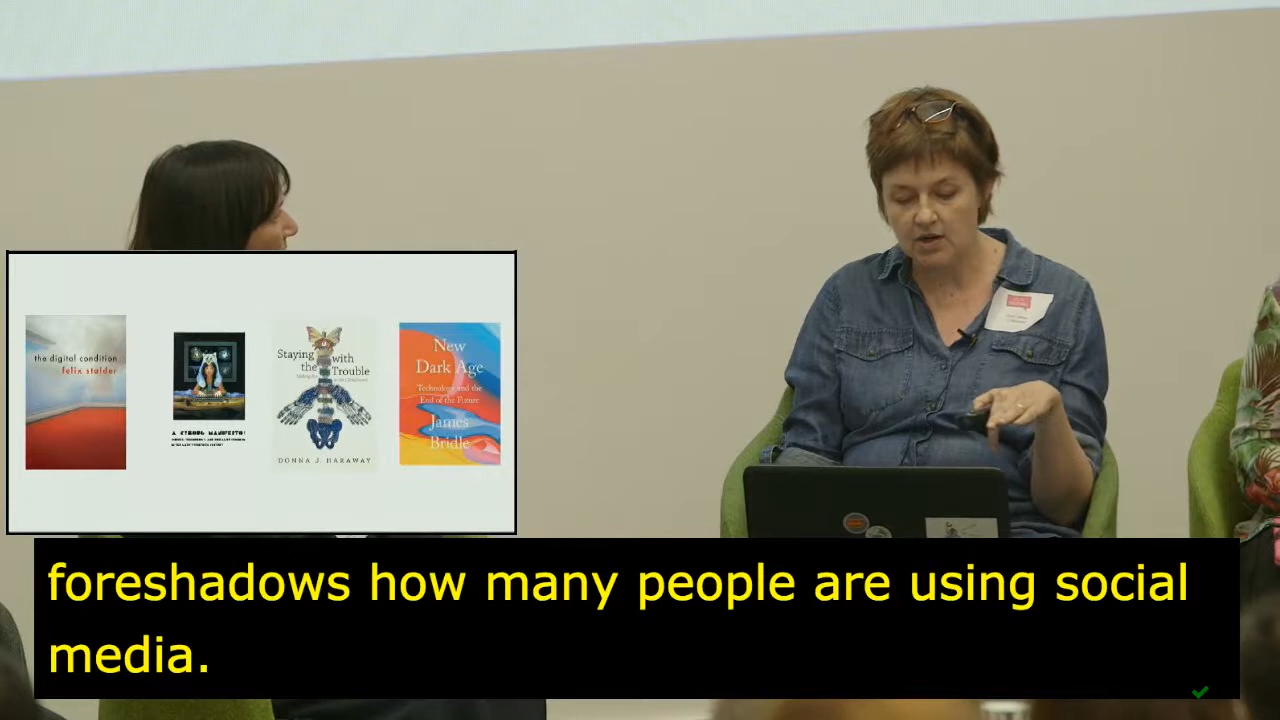 the digital condition
felix stalder
A CYBORG MANIFESTO:
Staying with
the Trouble
DONNA J. HARAWAY
New
Dark Age
Technology and the
End of the Future
James
Bridle
foreshadows how many people are using social
media.